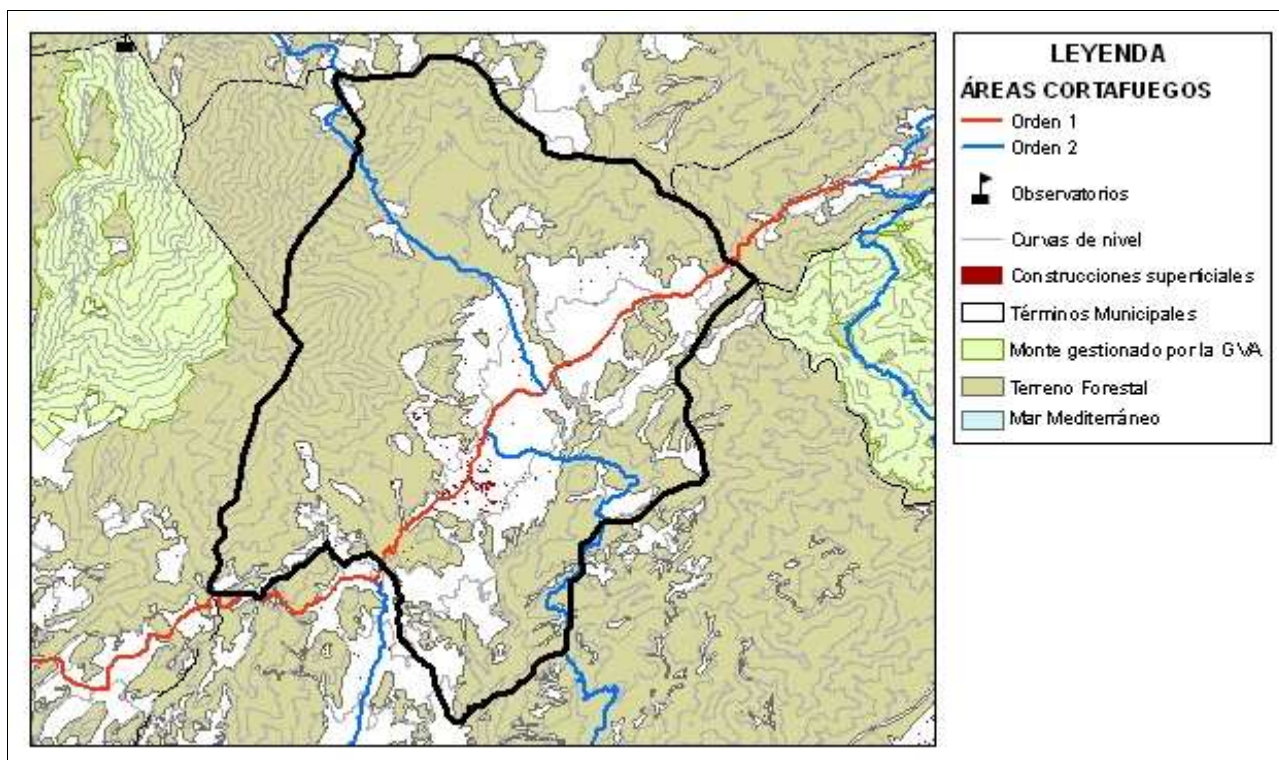 LEYENDA
ÁREAS CORTAFUEGOS
Orden 1
Orden 2
Observatorios
Curvas de nivel
Construcciones superficiales
Términos Municipales
Monte gestionado por la GVA
Terreno Forestal
Mar Mediterráneo